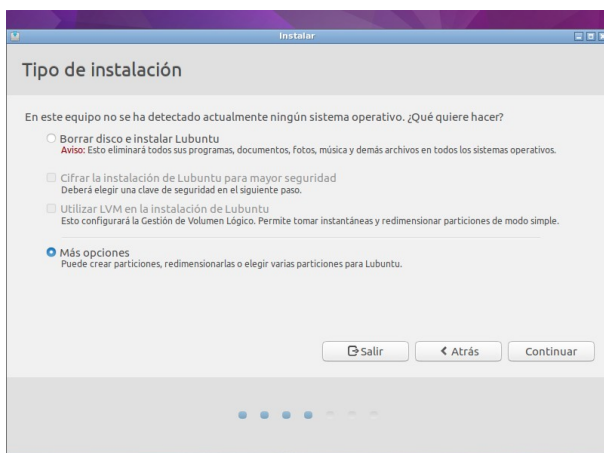 Instalar
Tipo de instalación
En este equipo no se ha detectado actualmente ningún sistema operativo. ¿Qué quiere hacer?
Borrar disco e instalar Lubuntu
Aviso: Esto eliminará todos sus programas, documentos, fotos, música y demás archivos en todos los sistemas operativos.
Cifrar la instalación de Lubuntu para mayor seguridad
Deberá elegir una clave de seguridad en el siguiente paso.
Utilizar LVM en la instalación de Lubuntu
Esto configurará la Gestión de Volumen Lógico. Permite tomar instantáneas y redimensionar particiones de modo simple.
Más opciones
Puede crear particiones, redimensionarlas o elegir varias particiones para Lubuntu.
Salir Atrás Continuar